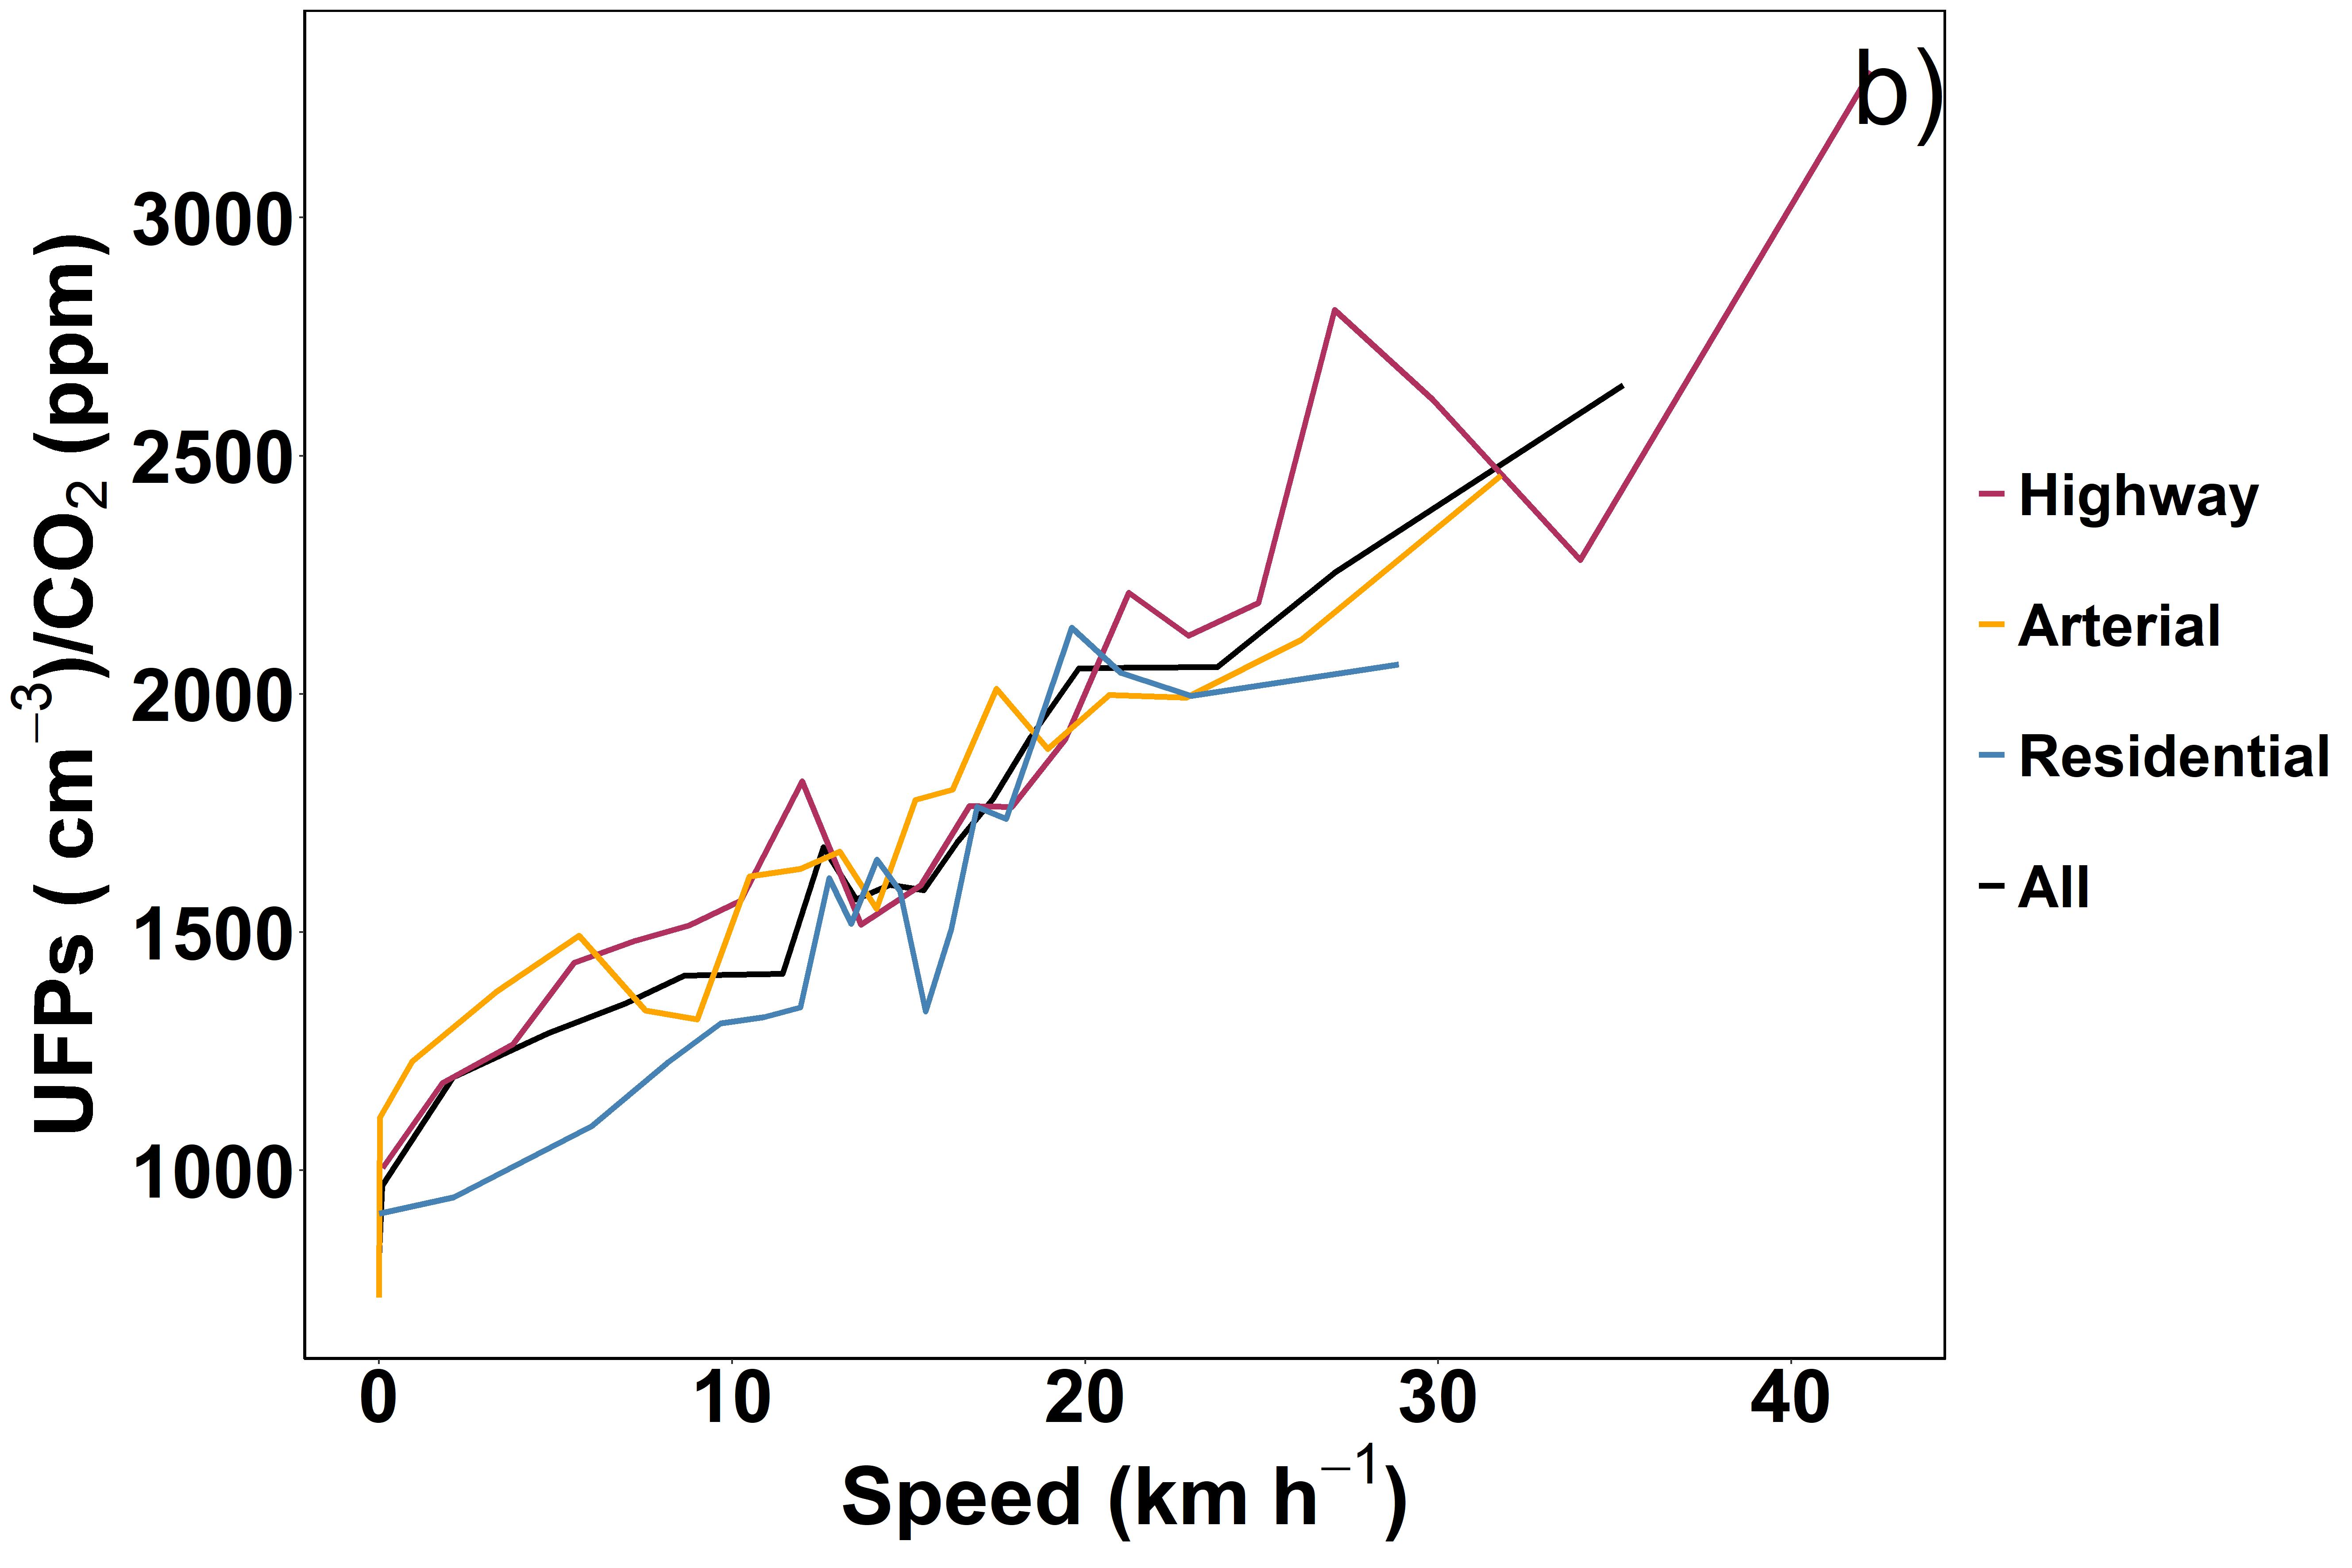 b)
3000
2500
2000
1500
1000
UFPs ( cm⁻³)/CO₂ (ppm)
0 10 20 30 40
Speed (km h⁻¹)
Highway
Arterial
Residential
All